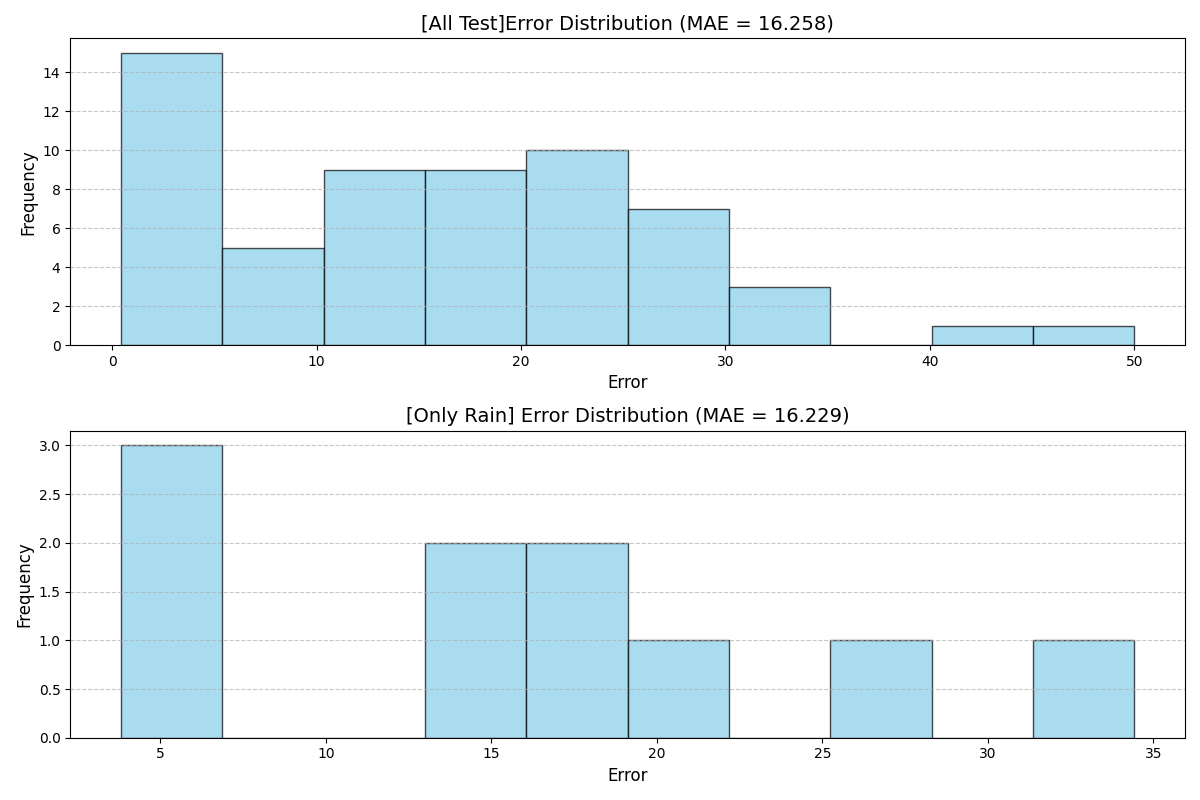 [All Test]Error Distribution (MAE = 16.258)
14
12
10
8
6
4
2
0
Frequency
0 10 20 30 40 50
Error
[Only Rain] Error Distribution (MAE = 16.229)
3.0
2.5
2.0
1.5
1.0
0.5
0.0
Frequency
5 10 15 20 25 30 35
Error